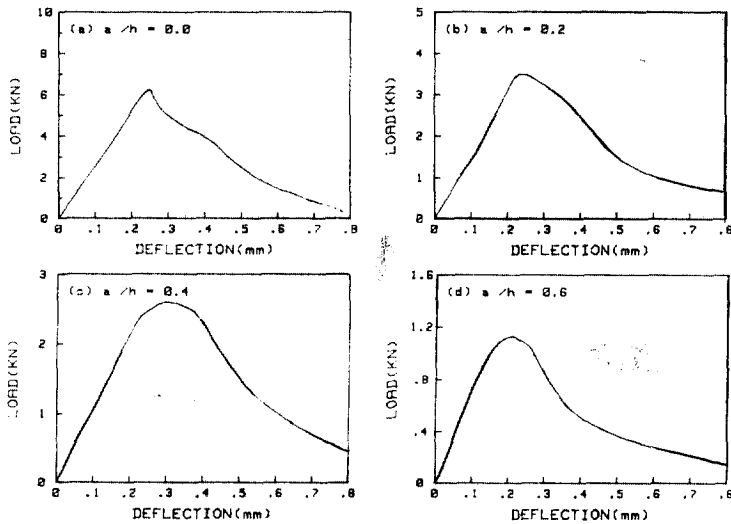 10
8
6
4
2
0
LOAD(KN)
(a) a /h = 0.0
0 .1 .2 .3 .4 .5 .6 .7 .8
DEFLECTION(mm)
5
4
3
2
1
0
LOAD(KN)
(b) a /h = 0.2
0 .1 .2 .3 .4 .5 .6 .7 .8
DEFLECTION(mm)
3
2
1
0
LOAD(KN)
(c) a /h = 0.4
0 .1 .2 .3 .4 .5 .6 .7 .8
DEFLECTION(mm)
1.6
1.2
.8
.4
0
LOAD(KN)
(d) a /h = 0.6
0 .1 .2 .3 .4 .5 .6 .7 .8
DEFLECTION(mm)